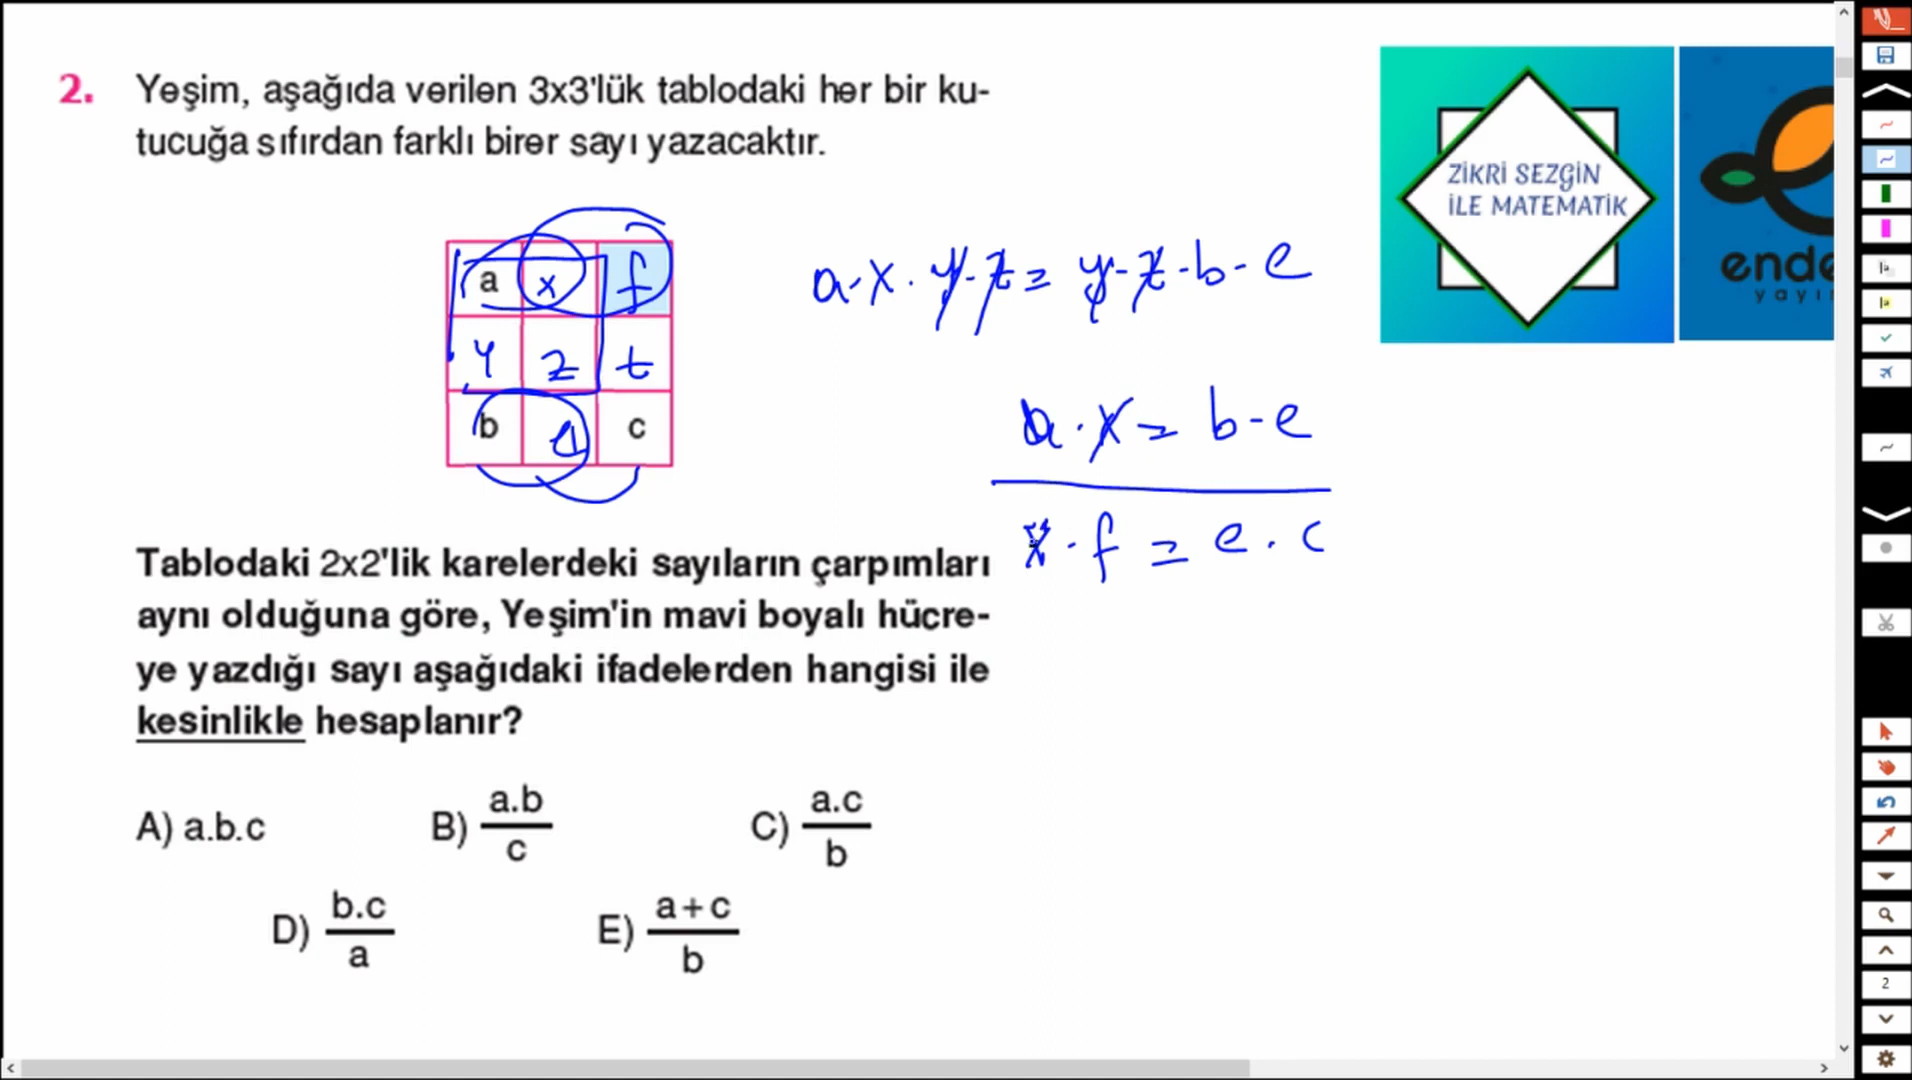 2. Yeşim, aşağıda verilen 3x3'lük tablodaki her bir ku-
tucuğa sıfırdan farklı birer sayı yazacaktır.
ZİKRİ SEZGİN
İLE MATEMATİK
ende
yayı
a x f
y z t
b e c
a·x·y·z = y·z·b·e
a·x = b·e
x·f = e·c
Tablodaki 2x2'lik karelerdeki sayıların çarpımları
aynı olduğuna göre, Yeşim'in mavi boyalı hücre-
ye yazdığı sayı aşağıdaki ifadelerden hangisi ile
kesinlikle hesaplanır?
A) a.b.c B) a.b/c C) a.c/b
D) b.c/a E) a+c/b
2